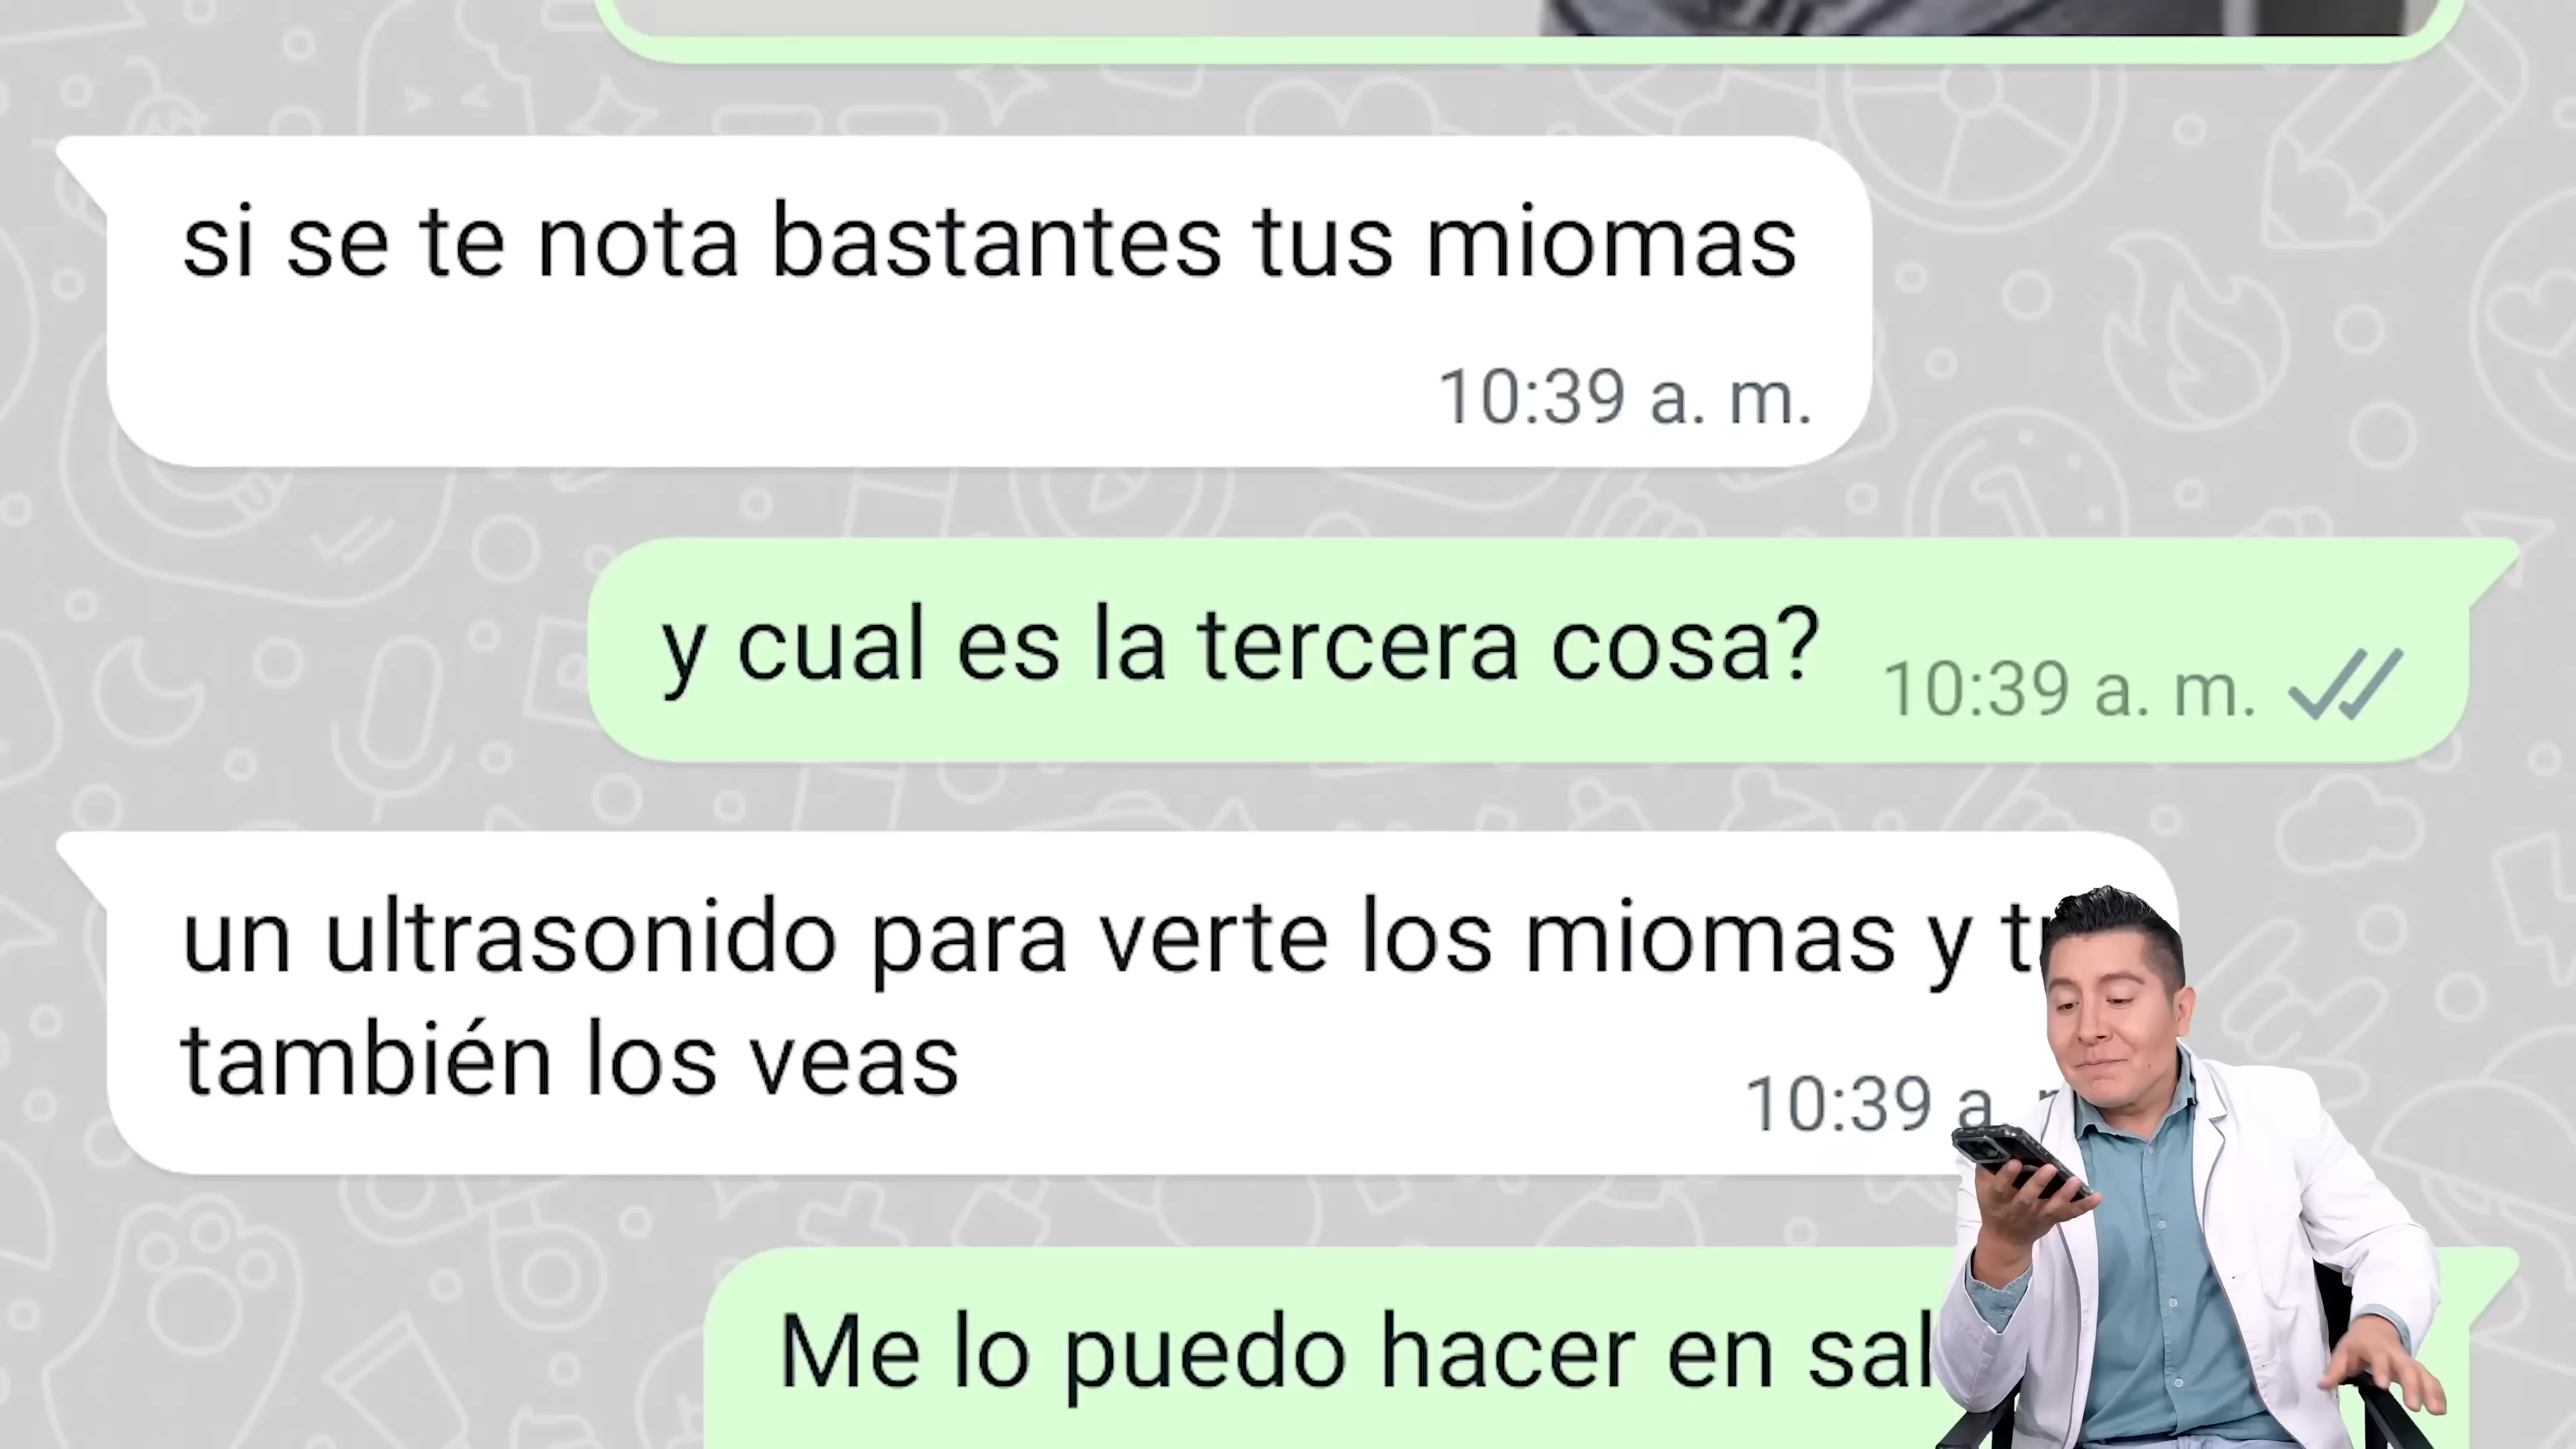 si se te nota bastantes tus miomas
10:39 a. m.
y cual es la tercera cosa? 10:39 a. m.
un ultrasonido para verte los miomas y
también los veas
10:39 a.
Me lo puedo hacer en